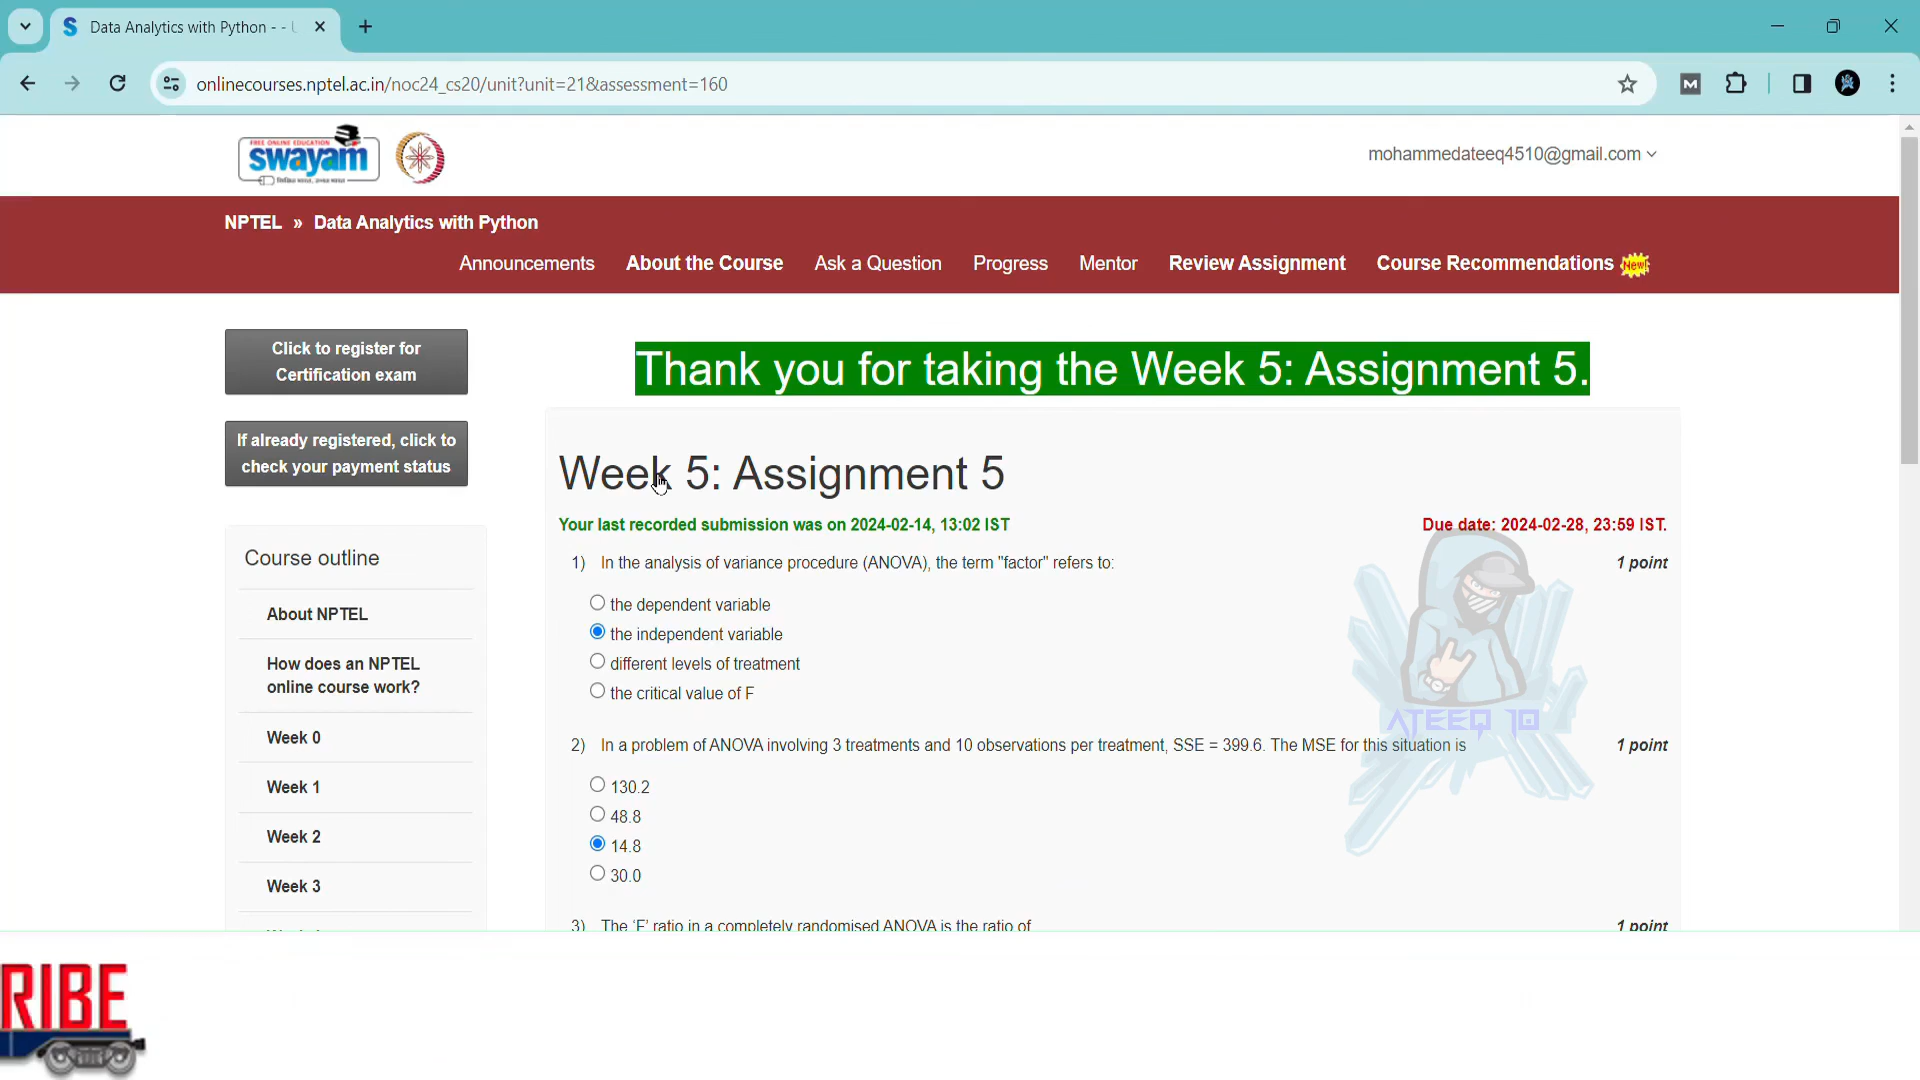 Data Analytics with Python - -
onlinecourses.nptel.ac.in/noc24_cs20/unit?unit=21&assessment=160
M
FREE ONLINE EDUCATION
swayam
mohammedateeq4510@gmail.com
NPTEL » Data Analytics with Python
Announcements About the Course Ask a Question Progress Mentor Review Assignment Course Recommendations New!
Click to register for
Certification exam
If already registered, click to
check your payment status
Course outline
About NPTEL
How does an NPTEL
online course work?
Week 0
Week 1
Week 2
Week 3
Thank you for taking the Week 5: Assignment 5.
Week 5: Assignment 5
Your last recorded submission was on 2024-02-14, 13:02 IST Due date: 2024-02-28, 23:59 IST.
1) In the analysis of variance procedure (ANOVA), the term "factor" refers to: 1 point
the dependent variable
the independent variable
different levels of treatment
the critical value of F
ATEEQ 10
2) In a problem of ANOVA involving 3 treatments and 10 observations per treatment, SSE = 399.6. The MSE for this situation is 1 point
130.2
48.8
14.8
30.0
3) The 'F' ratio in a completely randomised ANOVA is the ratio of 1 point
RIBE